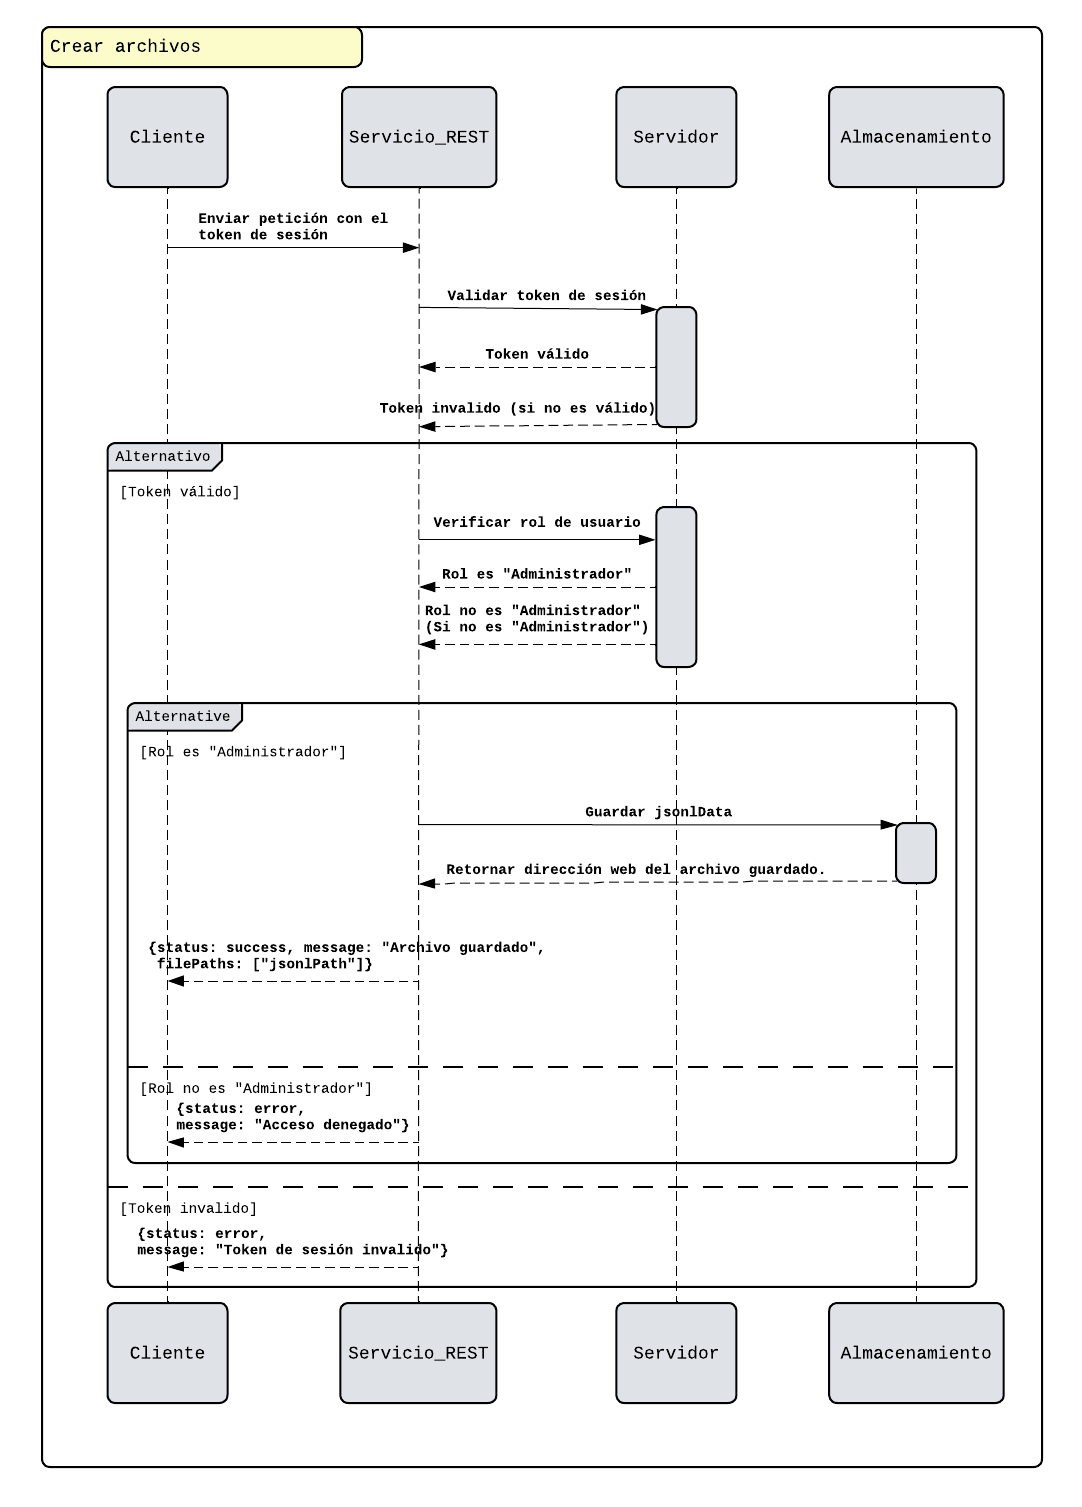 Crear archivos
Cliente
Servicio_REST
Servidor
Almacenamiento
Enviar petición con el
token de sesión
Validar token de sesión
Token válido
Token invalido (si no es válido)
Alternativo
[Token válido]
Verificar rol de usuario
Rol es "Administrador"
Rol no es "Administrador"
(Si no es "Administrador")
Alternative
[Rol es "Administrador"]
Guardar jsonlData
Retornar dirección web del archivo guardado.
{status: success, message: "Archivo guardado",
filePaths: ["jsonlPath"]}
[Rol no es "Administrador"]
{status: error,
message: "Acceso denegado"}
[Token invalido]
{status: error,
message: "Token de sesión invalido"}
Cliente
Servicio_REST
Servidor
Almacenamiento